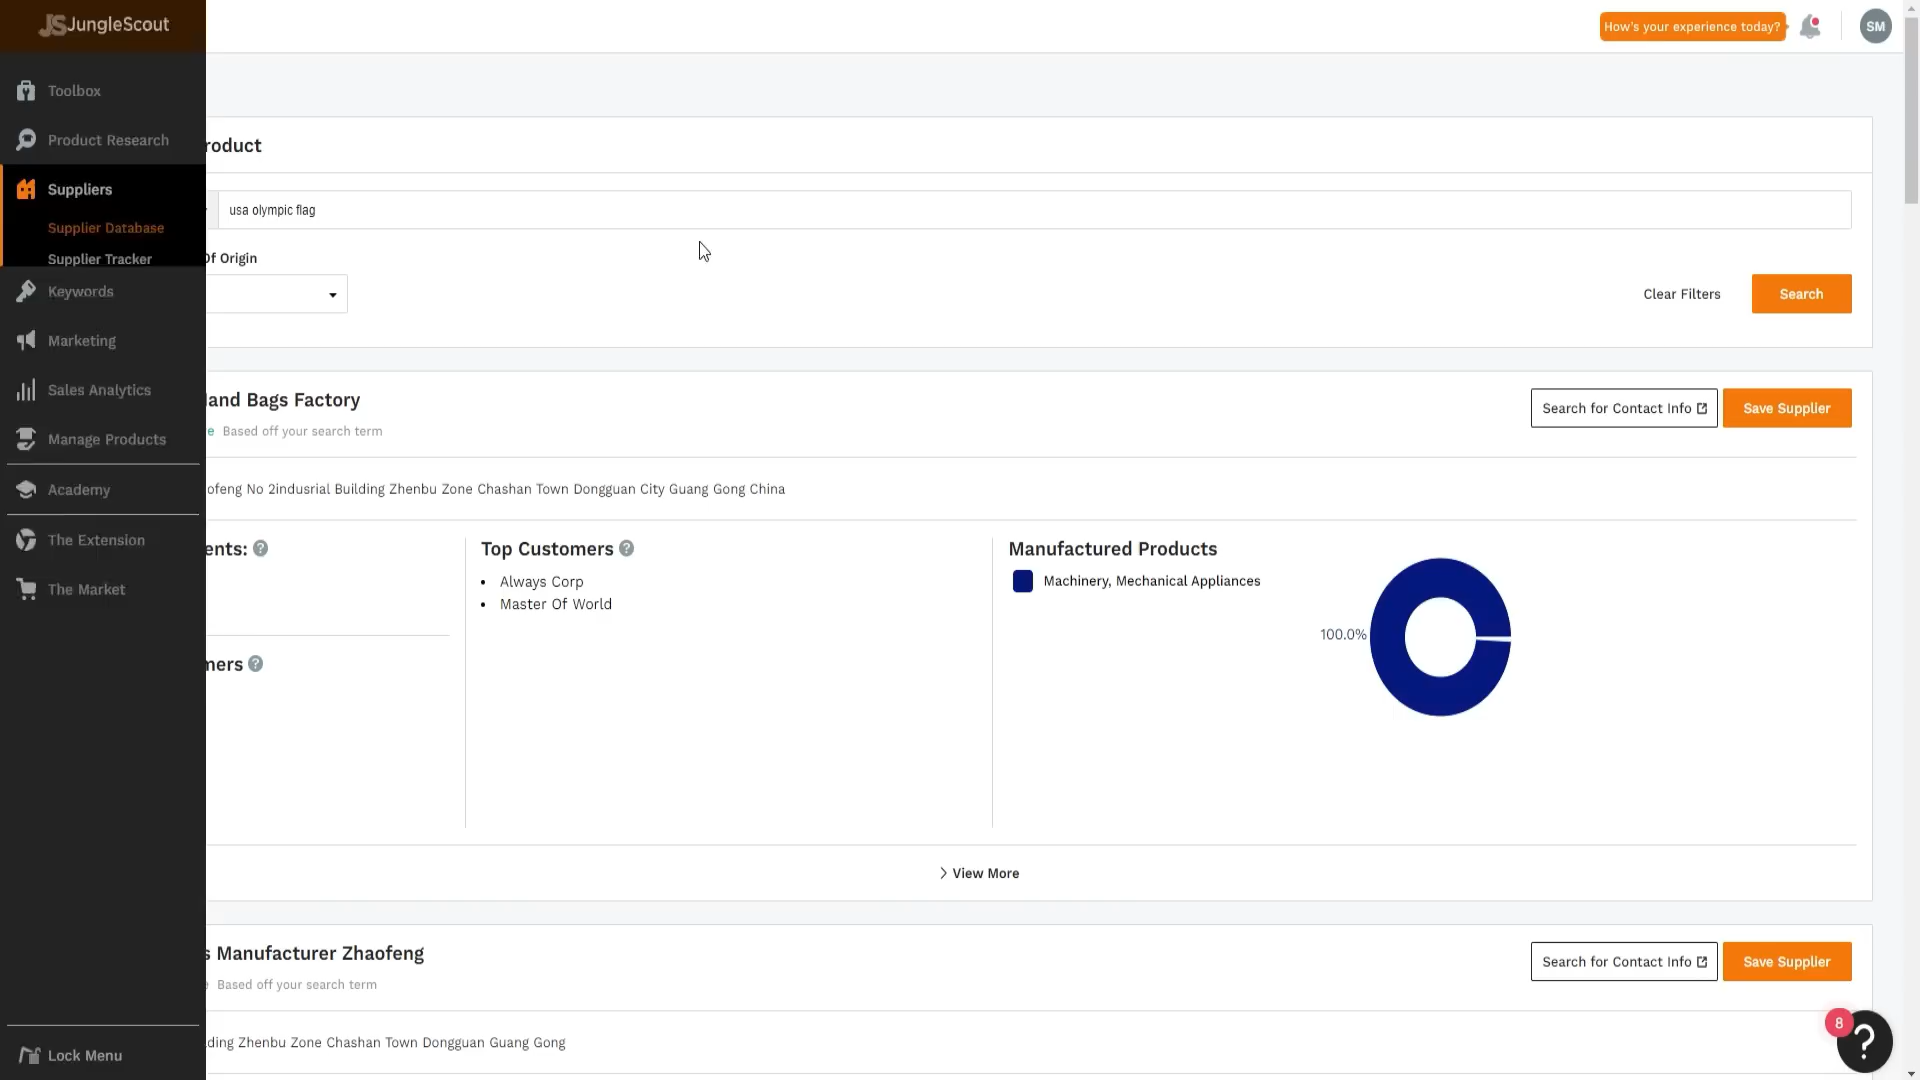 JungleScout
How's your experience today?
SM
Toolbox
Product Research
Suppliers
Supplier Database
Supplier Tracker
Keywords
Marketing
Sales Analytics
Manage Products
Academy
The Extension
The Market
Lock Menu
roduct
usa olympic flag
Of Origin
Clear Filters
Search
Hand Bags Factory
Search for Contact Info
Save Supplier
e Based off your search term
ofeng No 2indusrial Building Zhenbu Zone Chashan Town Dongguan City Guang Gong China
ents: ?
Top Customers ?
Manufactured Products
• Always Corp
• Master Of World
Machinery, Mechanical Appliances
100.0%
mers ?
> View More
s Manufacturer Zhaofeng
Search for Contact Info
Save Supplier
e Based off your search term
8
?
lding Zhenbu Zone Chashan Town Dongguan Guang Gong